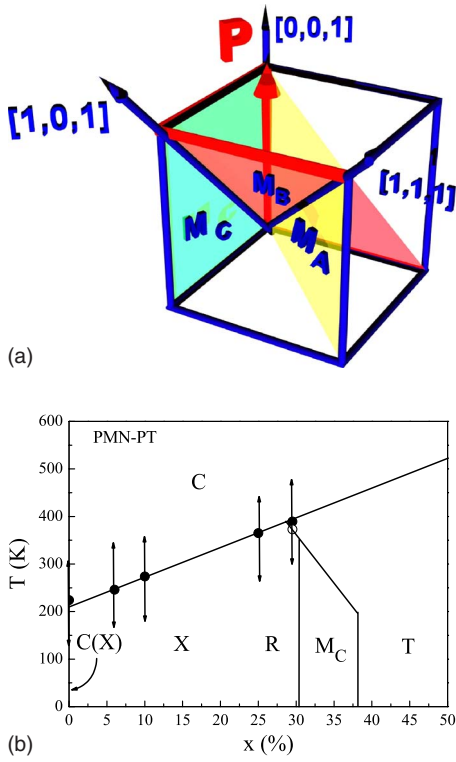 P
[0,0,1]
[1,0,1]
[1,1,1]
M_B
M_C
M_A
(a)
600
PMN-PT
500
C
400
T (K)
300
200
C(X) X R M_C T
100
0
0 5 10 15 20 25 30 35 40 45 50
x (%)
(b)